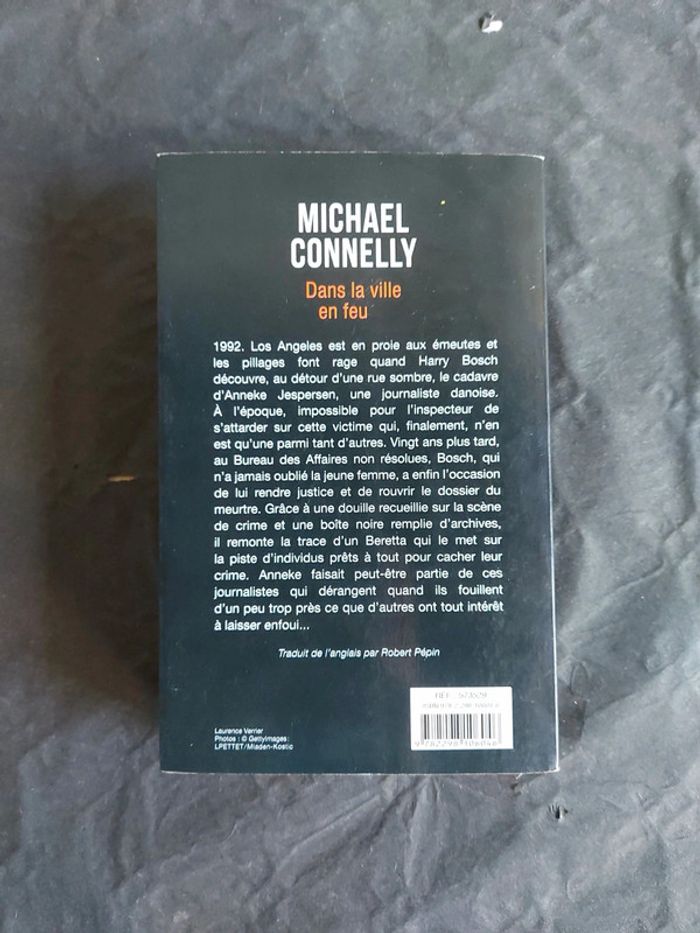 MICHAEL
CONNELLY
Dans la ville
en feu
1992. Los Angeles est en proie aux émeutes et
les pillages font rage quand Harry Bosch
découvre, au détour d'une rue sombre, le cadavre
d'Anneke Jespersen, une journaliste danoise.
À l'époque, impossible pour l'inspecteur de
s'attarder sur cette victime qui, finalement, n'en
est qu'une parmi tant d'autres. Vingt ans plus tard,
au Bureau des Affaires non résolues, Bosch, qui
n'a jamais oublié la jeune femme, a enfin l'occasion
de lui rendre justice et de rouvrir le dossier du
meurtre. Grâce à une douille recueillie sur la scène
de crime et une boîte noire remplie d'archives,
il remonte la trace d'un Beretta qui le met sur
la piste d'individus prêts à tout pour cacher leur
crime. Anneke faisait peut-être partie de ces
journalistes qui dérangent quand ils fouillent
d'un peu trop près ce que d'autres ont tout intérêt
à laisser enfoui...
Traduit de l'anglais par Robert Pépin
REF. 573529
Laurence Verrier
Photos : © GettyImages :
LPETTET/Mladen-Kostic
9 782298 106046